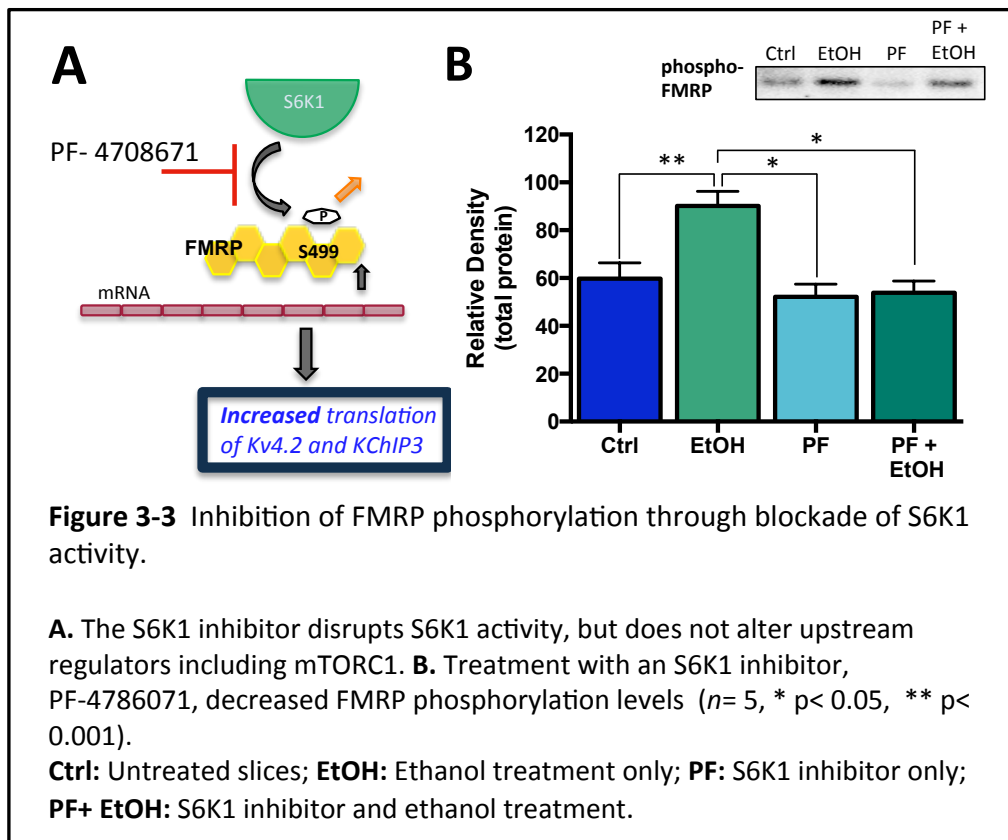 A
S6K1
PF- 4708671
P
FMRP
S499
mRNA
Increased translation
of Kv4.2 and KChIP3
B
Ctrl EtOH PF PF +
EtOH
phospho-
FMRP
120
100
80
60
40
20
0
Relative Density
(total protein)
** * *
Ctrl EtOH PF PF +
EtOH
Figure 3-3 Inhibition of FMRP phosphorylation through blockade of S6K1
activity.
A. The S6K1 inhibitor disrupts S6K1 activity, but does not alter upstream
regulators including mTORC1. B. Treatment with an S6K1 inhibitor,
PF-4786071, decreased FMRP phosphorylation levels (n= 5, * p< 0.05, ** p<
0.001).
Ctrl: Untreated slices; EtOH: Ethanol treatment only; PF: S6K1 inhibitor only;
PF+ EtOH: S6K1 inhibitor and ethanol treatment.